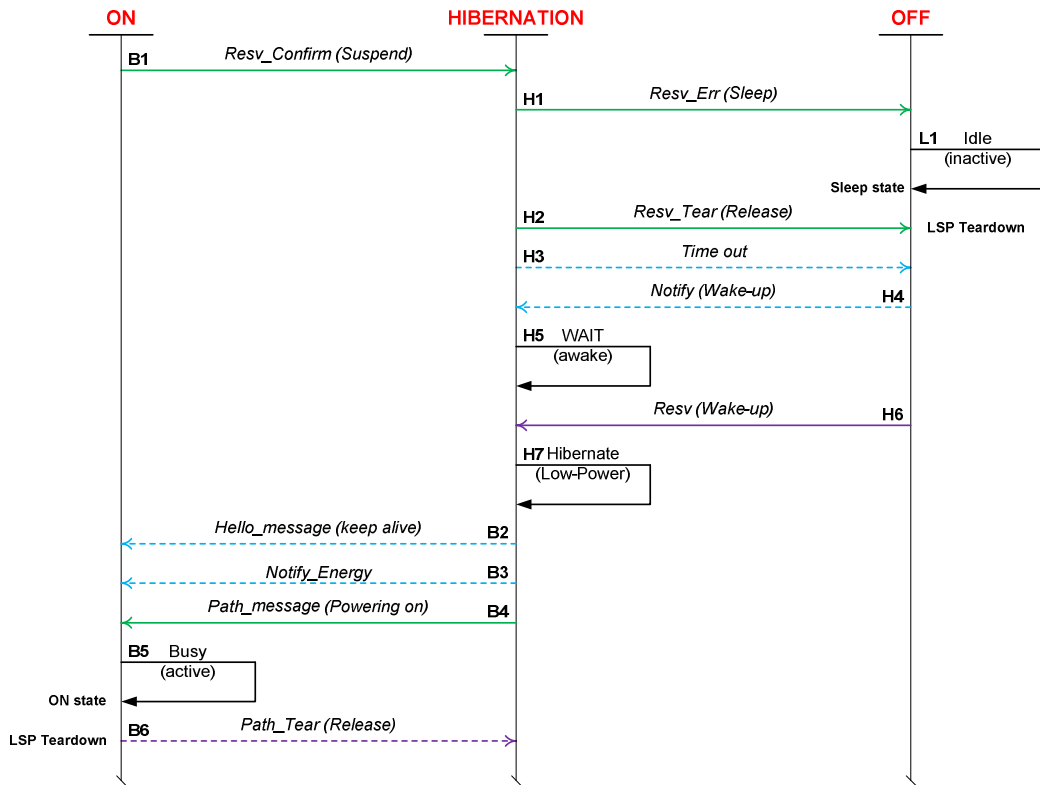 ON HIBERNATION OFF
B1 Resv_Confirm (Suspend)
H1 Resv_Err (Sleep)
L1 Idle
(inactive)
Sleep state
H2 Resv_Tear (Release) LSP Teardown
H3 Time out
Notify (Wake-up) H4
H5 WAIT
(awake)
Resv (Wake-up) H6
H7 Hibernate
(Low-Power)
Hello_message (keep alive) B2
Notify_Energy B3
Path_message (Powering on) B4
B5 Busy
(active)
ON state
LSP Teardown B6 Path_Tear (Release)